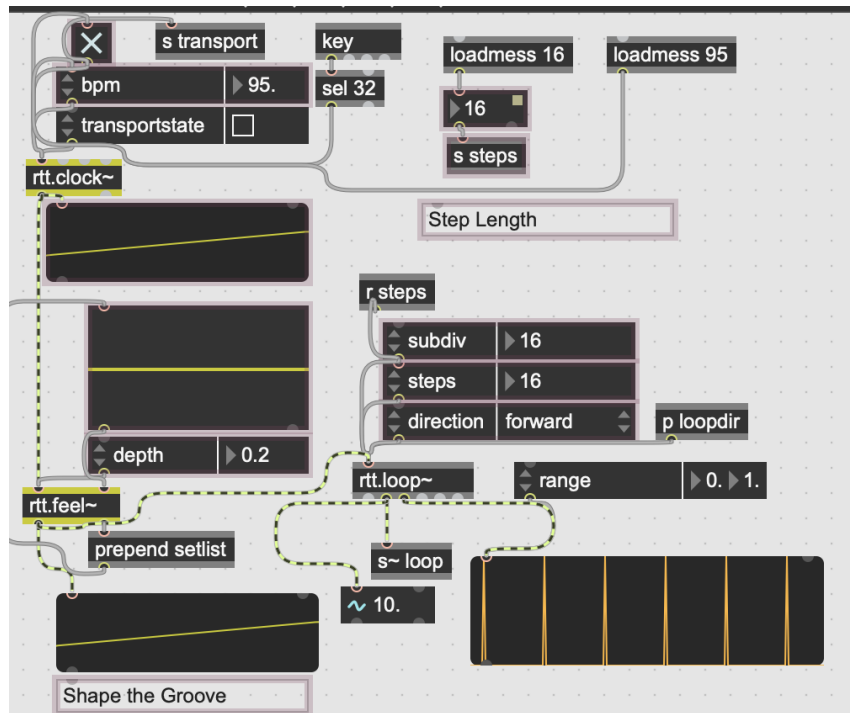 s transport
key
loadmess 16
loadmess 95
bpm
95.
sel 32
16
transportstate
s steps
rtt.clock~
Step Length
r steps
subdiv
16
steps
16
direction
forward
p loopdir
depth
0.2
rtt.loop~
range
0.
1.
rtt.feel~
prepend setlist
s~ loop
10.
Shape the Groove